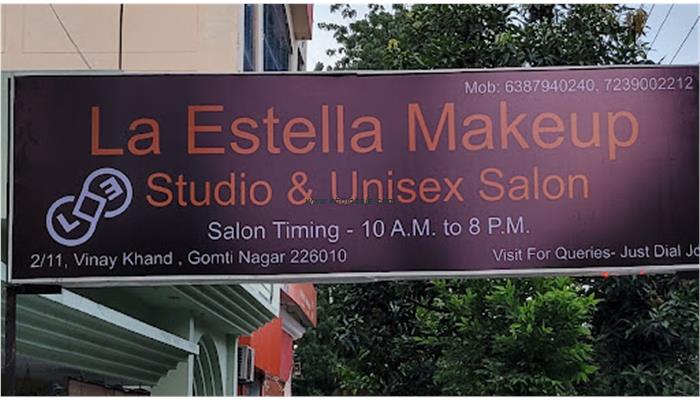 Mob: 6387940240, 7239002212
La Estella Makeup
LE
Studio & Unisex Salon
Salon Timing - 10 A.M. to 8 P.M.
2/11, Vinay Khand , Gomti Nagar 226010
Visit For Queries- Just Dial